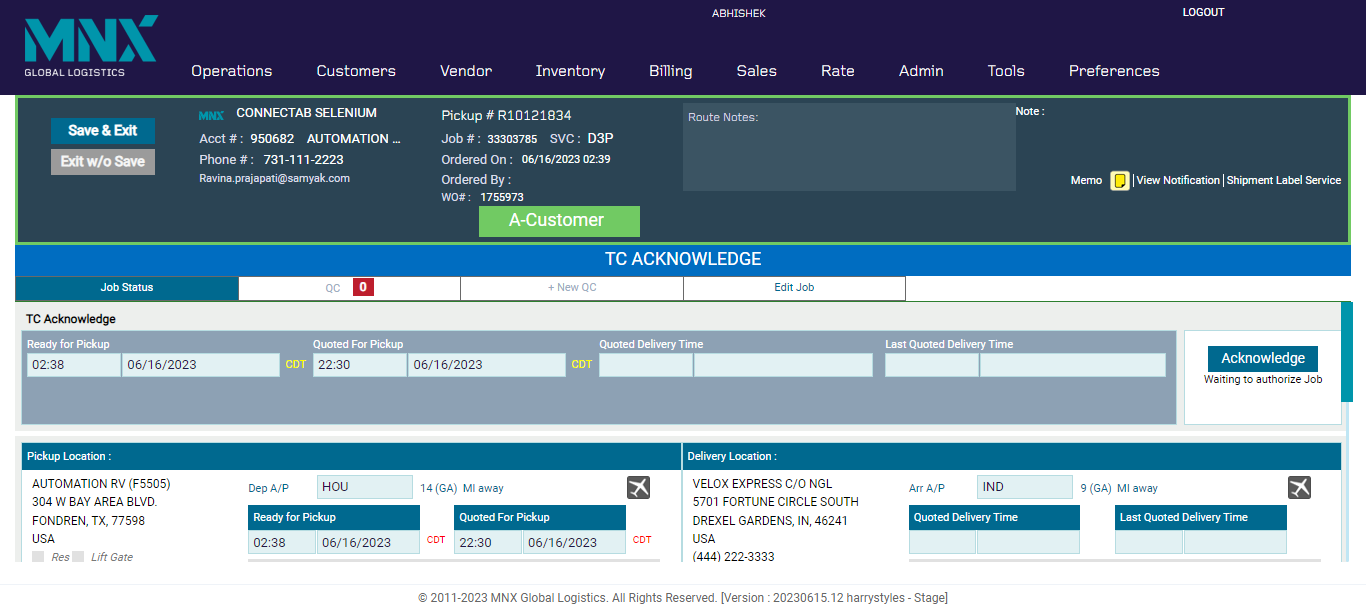 MNX
GLOBAL LOGISTICS
ABHISHEK
LOGOUT
Operations Customers Vendor Inventory Billing Sales Rate Admin Tools Preferences
Save & Exit
Exit w/o Save
MNX CONNECTAB SELENIUM
Acct # : 950682 AUTOMATION ...
Phone # : 731-111-2223
Ravina.prajapati@samyak.com
Pickup # R10121834
Job # : 33303785 SVC : D3P
Ordered On : 06/16/2023 02:39
Ordered By :
WO# : 1755973
A-Customer
Route Notes:
Note :
Memo |View Notification|Shipment Label Service
TC ACKNOWLEDGE
Job Status QC 0 + New QC Edit Job
TC Acknowledge
Ready for Pickup Quoted For Pickup Quoted Delivery Time Last Quoted Delivery Time
02:38 06/16/2023 CDT 22:30 06/16/2023 CDT
Acknowledge
Waiting to authorize Job
Pickup Location :
AUTOMATION RV (F5505)
304 W BAY AREA BLVD.
FONDREN, TX, 77598
USA
Res Lift Gate
Dep A/P HOU 14 (GA) MI away
Ready for Pickup Quoted For Pickup
02:38 06/16/2023 CDT 22:30 06/16/2023 CDT
Delivery Location :
VELOX EXPRESS C/O NGL
5701 FORTUNE CIRCLE SOUTH
DREXEL GARDENS, IN, 46241
USA
(444) 222-3333
Arr A/P IND 9 (GA) MI away
Quoted Delivery Time Last Quoted Delivery Time
© 2011-2023 MNX Global Logistics. All Rights Reserved. [Version : 20230615.12 harrystyles - Stage]